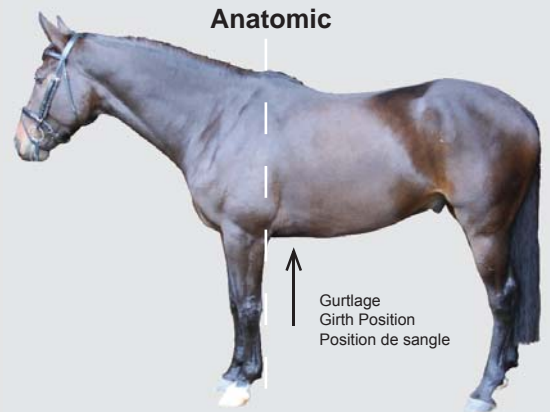 Anatomic
Gurtlage
Girth Position
Position de sangle